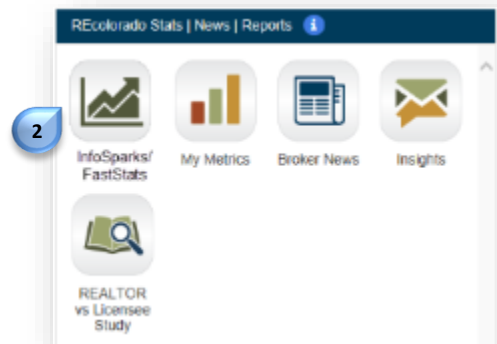 REcolorado Stats | News | Reports i
2
InfoSparks/
FastStats
My Metrics
Broker News
Insights
REALTOR
vs Licensee
Study